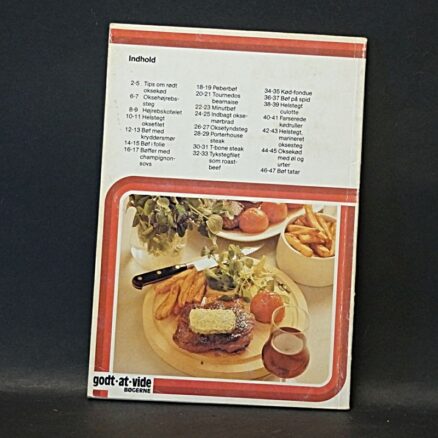 Indhold
2-5 Tips om rødt
oksekød
6-7 Oksehøjrebs-
steg
8-9 Højrebskotelet
10-11 Helstegt
oksefilet
12-13 Bøf med
kryddersmør
14-15 Bøf i folie
16-17 Bøffer med
champignon-
sovs
18-19 Peberbøf
20-21 Tournedos
bearnaise
22-23 Minutbøf
24-25 Indbagt okse-
mørbrad
26-27 Oksetyndsteg
28-29 Porterhouse
steak
30-31 T-bone steak
32-33 Tykstegsfilet
som roast-
beef
34-35 Kød-fondue
36-37 Bøf på spid
38-39 Helstegt
culotte
40-41 Farserede
kødruller
42-43 Helstegt,
marineret
oksesteg
44-45 Oksekød
med øl og
urter
46-47 Bøf tatar
godt·at·vide
BØGERNE